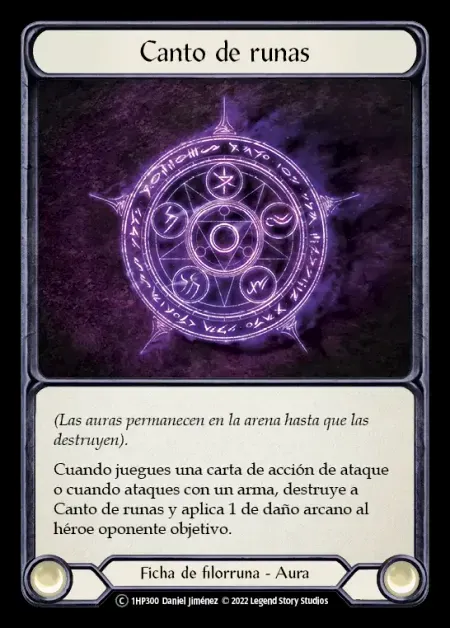 Canto de runas
(Las auras permanecen en la arena hasta que las
destruyen).
Cuando juegues una carta de acción de ataque
o cuando ataques con un arma, destruye a
Canto de runas y aplica 1 de daño arcano al
héroe oponente objetivo.
Ficha de filorruna - Aura
C 1HP300 Daniel Jiménez © 2022 Legend Story Studios